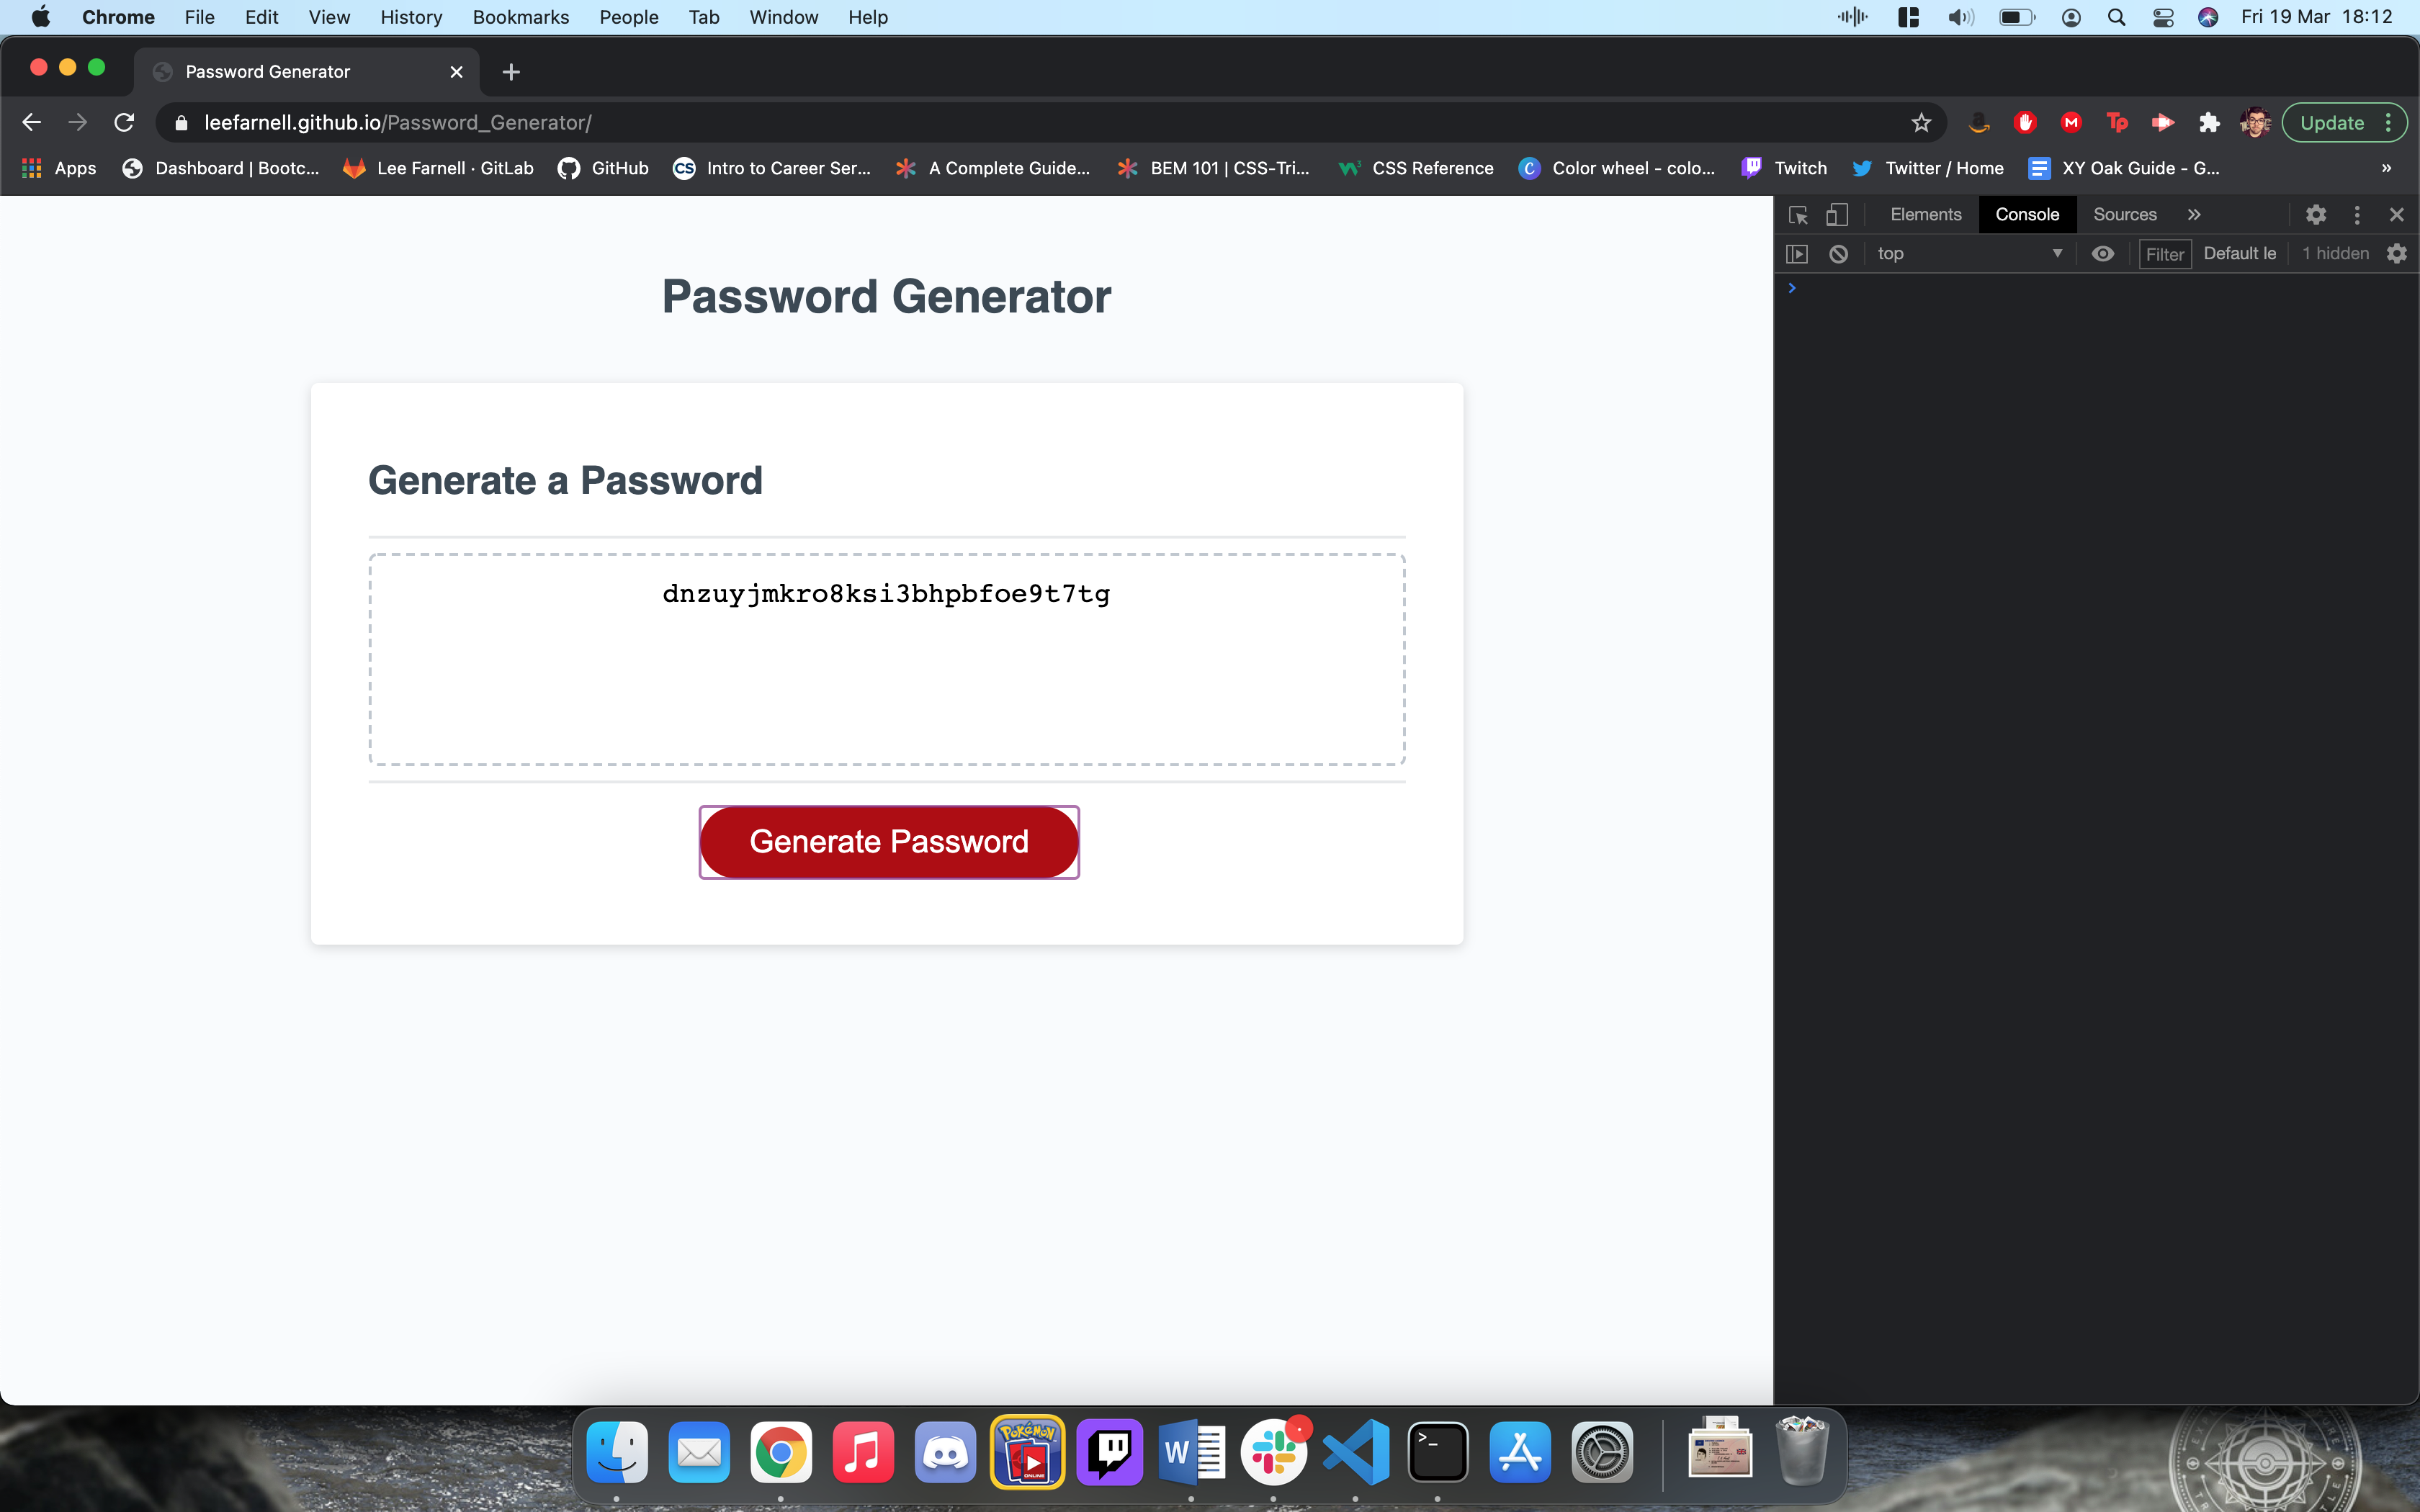 Chrome File Edit View History Bookmarks People Tab Window Help Fri 19 Mar 18:12
Password Generator
leefarnell.github.io/Password_Generator/ Update
Apps Dashboard | Bootc... Lee Farnell · GitLab GitHub CS Intro to Career Ser... A Complete Guide... BEM 101 | CSS-Tri... CSS Reference Color wheel - colo... Twitch Twitter / Home XY Oak Guide - G... »
Elements Console Sources »
top Filter Default le 1 hidden
Password Generator
Generate a Password
dnzuyjmkro8ksi3bhpbfoe9t7tg
Generate Password
Pokémon
ONLINE
W